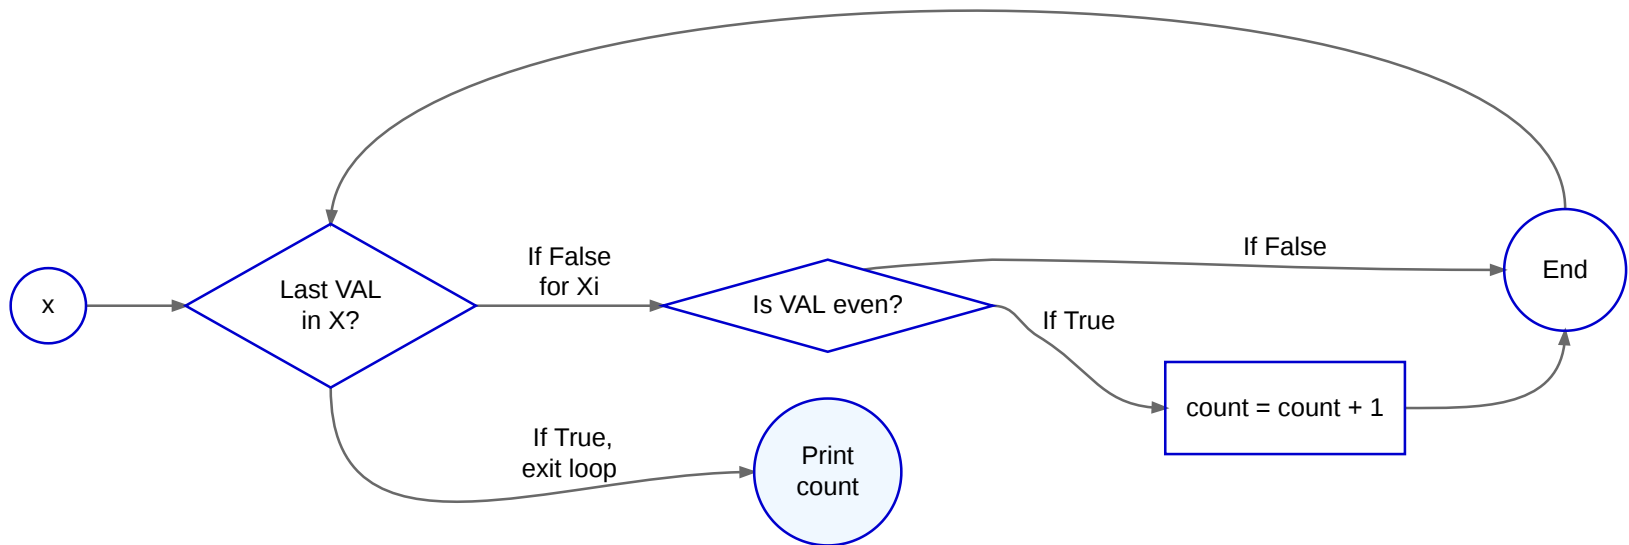 x
Last VAL
in X?
If False
for Xi
Is VAL even?
If False
End
If True
count = count + 1
If True,
exit loop
Print
count